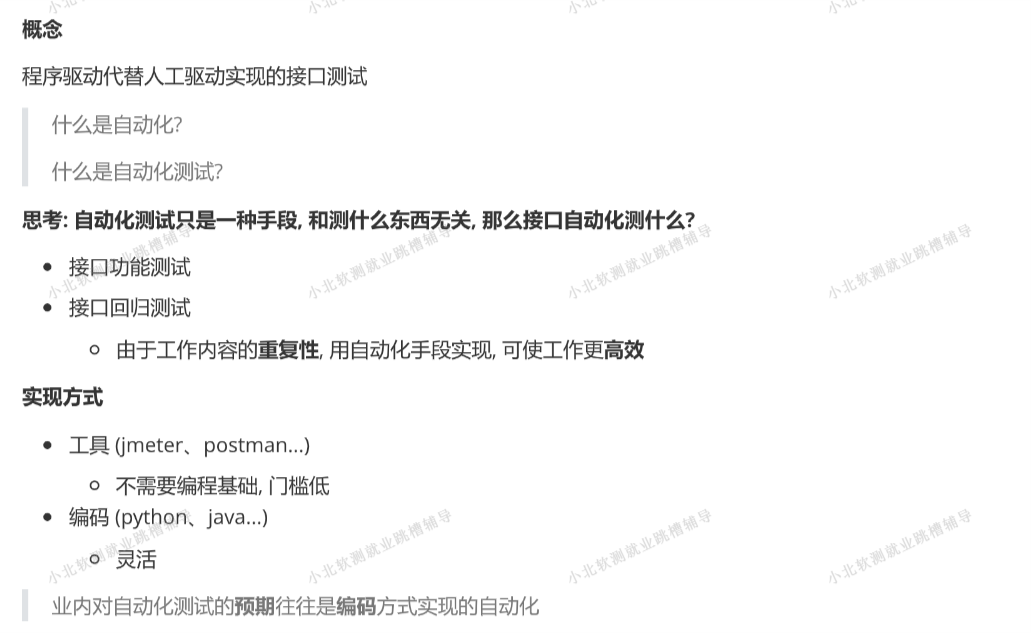 概念
程序驱动代替人工驱动实现的接口测试
什么是自动化?
什么是自动化测试?
思考: 自动化测试只是一种手段, 和测什么东西无关, 那么接口自动化测什么?
接口功能测试
接口回归测试
由于工作内容的重复性, 用自动化手段实现, 可使工作更高效
实现方式
工具 (jmeter、postman...)
不需要编程基础, 门槛低
编码 (python、java...)
灵活
业内对自动化测试的预期往往是编码方式实现的自动化
小北软测就业跳槽辅导
小北软测就业跳槽辅导
小北软测就业跳槽辅导
小北软测就业跳槽辅导
小北软测就业跳槽辅导
小北软测就业跳槽辅导
小北软测就业跳槽辅导
小北软测就业跳槽辅导